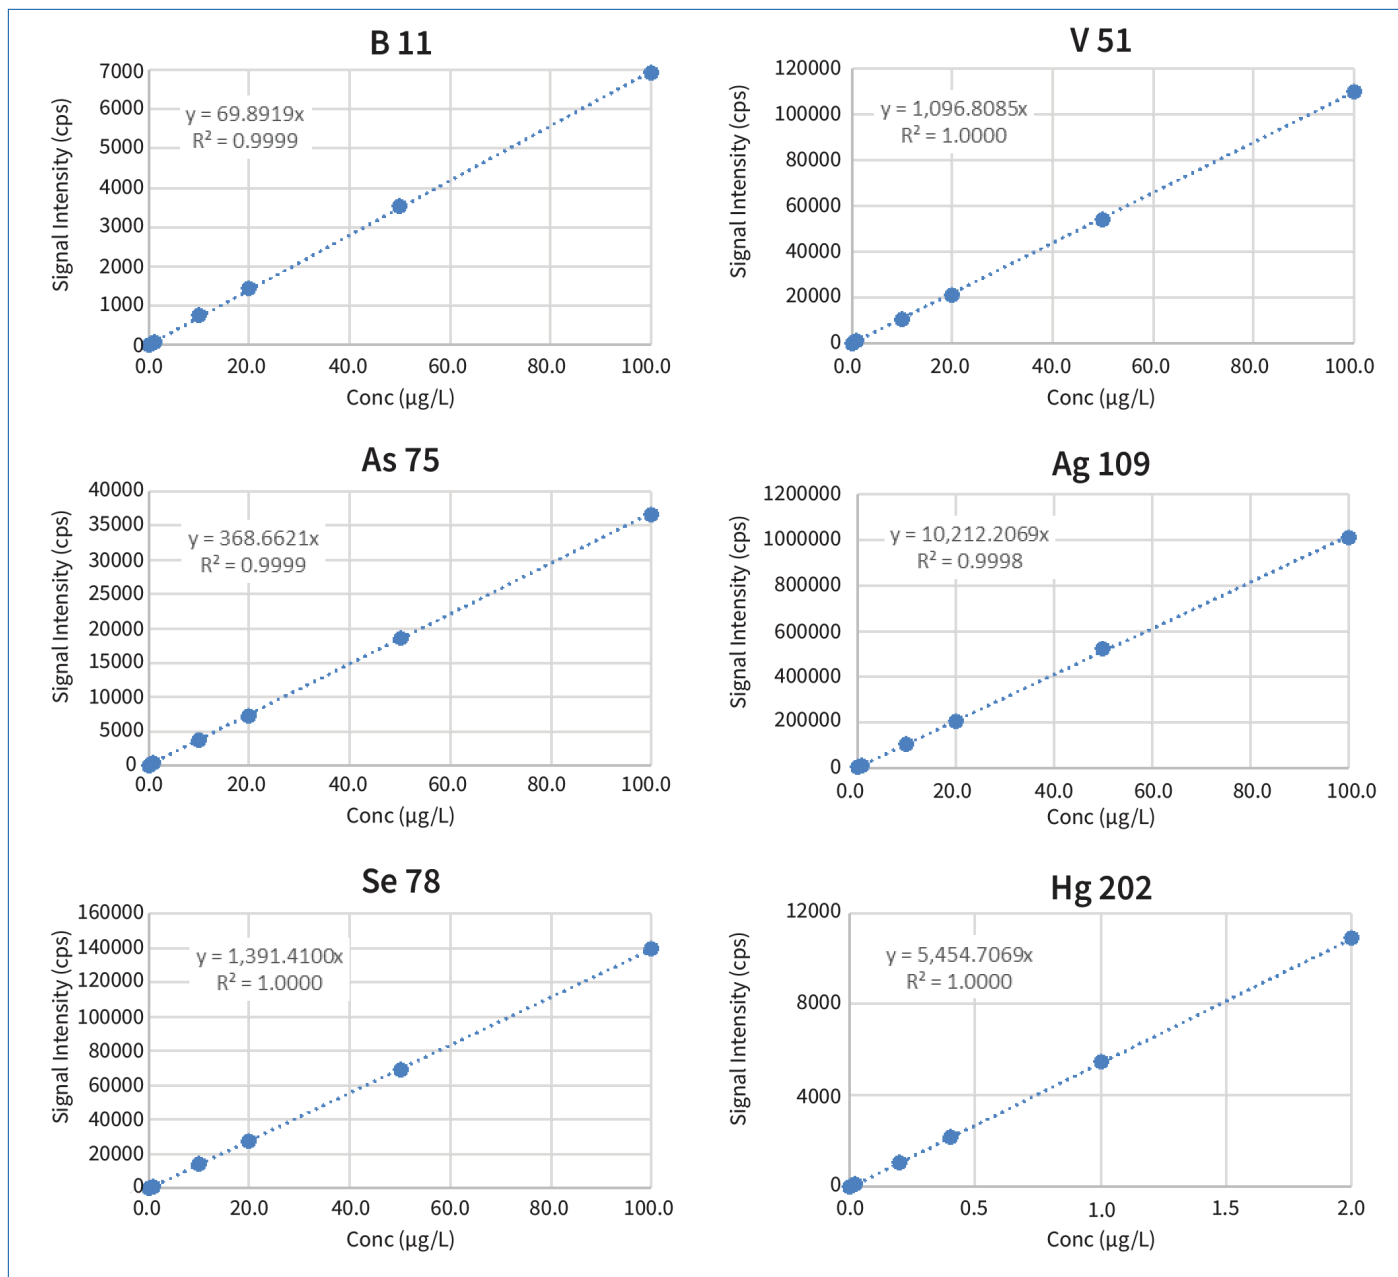 B 11
Signal Intensity (cps)
7000
6000
5000
4000
3000
2000
1000
0
y = 69.8919x
R² = 0.9999
0.0 20.0 40.0 60.0 80.0 100.0
Conc (µg/L)
V 51
Signal Intensity (cps)
120000
100000
80000
60000
40000
20000
0
y = 1,096.8085x
R² = 1.0000
0.0 20.0 40.0 60.0 80.0 100.0
Conc (µg/L)
As 75
Signal Intensity (cps)
40000
35000
30000
25000
20000
15000
10000
5000
0
y = 368.6621x
R² = 0.9999
0.0 20.0 40.0 60.0 80.0 100.0
Conc (µg/L)
Ag 109
Signal Intensity (cps)
1200000
1000000
800000
600000
400000
200000
0
y = 10,212.2069x
R² = 0.9998
0.0 20.0 40.0 60.0 80.0 100.0
Conc (µg/L)
Se 78
Signal Intensity (cps)
160000
140000
120000
100000
80000
60000
40000
20000
0
y = 1,391.4100x
R² = 1.0000
0.0 20.0 40.0 60.0 80.0 100.0
Conc (µg/L)
Hg 202
Signal Intensity (cps)
12000
8000
4000
0
y = 5,454.7069x
R² = 1.0000
0.0 0.5 1.0 1.5 2.0
Conc (µg/L)